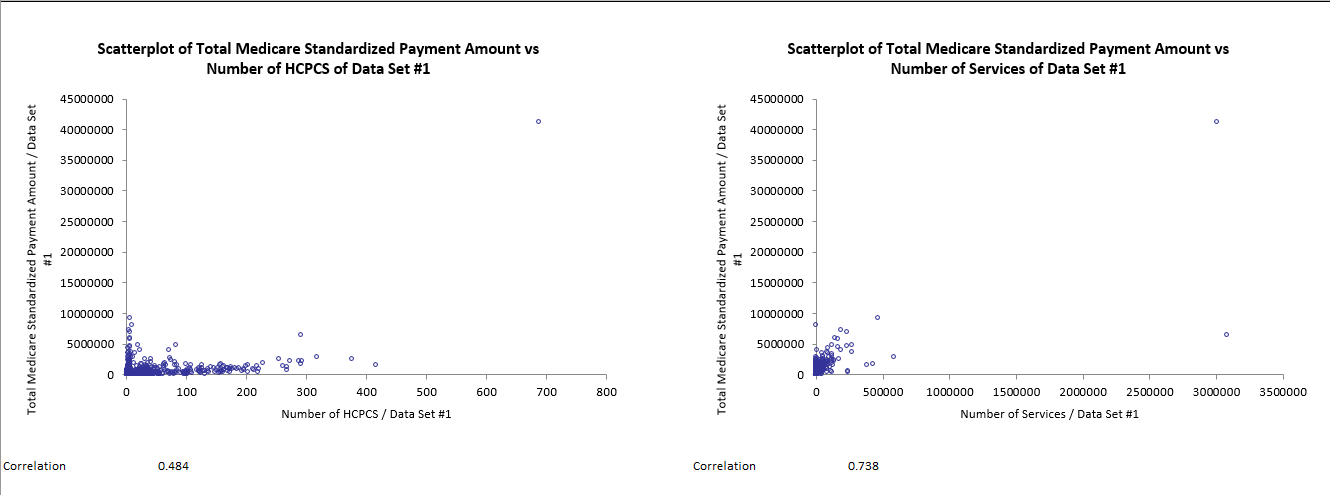 Scatterplot of Total Medicare Standardized Payment Amount vs
Number of HCPCS of Data Set #1
Total Medicare Standardized Payment Amount / Data Set
#1
45000000
40000000
35000000
30000000
25000000
20000000
15000000
10000000
5000000
0
0 100 200 300 400 500 600 700 800
Number of HCPCS / Data Set #1
Correlation 0.484
Scatterplot of Total Medicare Standardized Payment Amount vs
Number of Services of Data Set #1
Total Medicare Standardized Payment Amount / Data Set
#1
45000000
40000000
35000000
30000000
25000000
20000000
15000000
10000000
5000000
0
0 500000 1000000 1500000 2000000 2500000 3000000 3500000
Number of Services / Data Set #1
Correlation 0.738